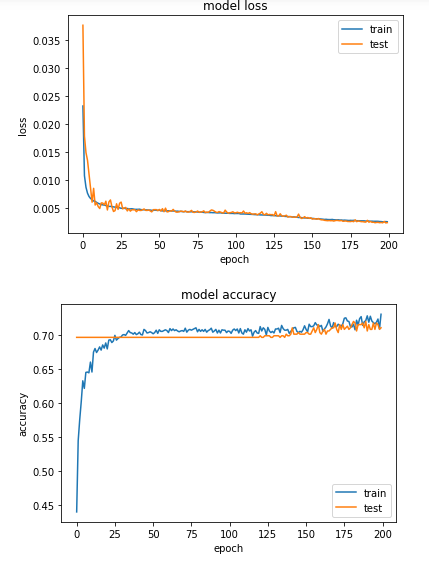 model loss
train
test
0.035
0.030
0.025
0.020
0.015
0.010
0.005
loss
0 25 50 75 100 125 150 175 200
epoch
model accuracy
0.70
0.65
0.60
0.55
0.50
0.45
accuracy
train
test
0 25 50 75 100 125 150 175 200
epoch